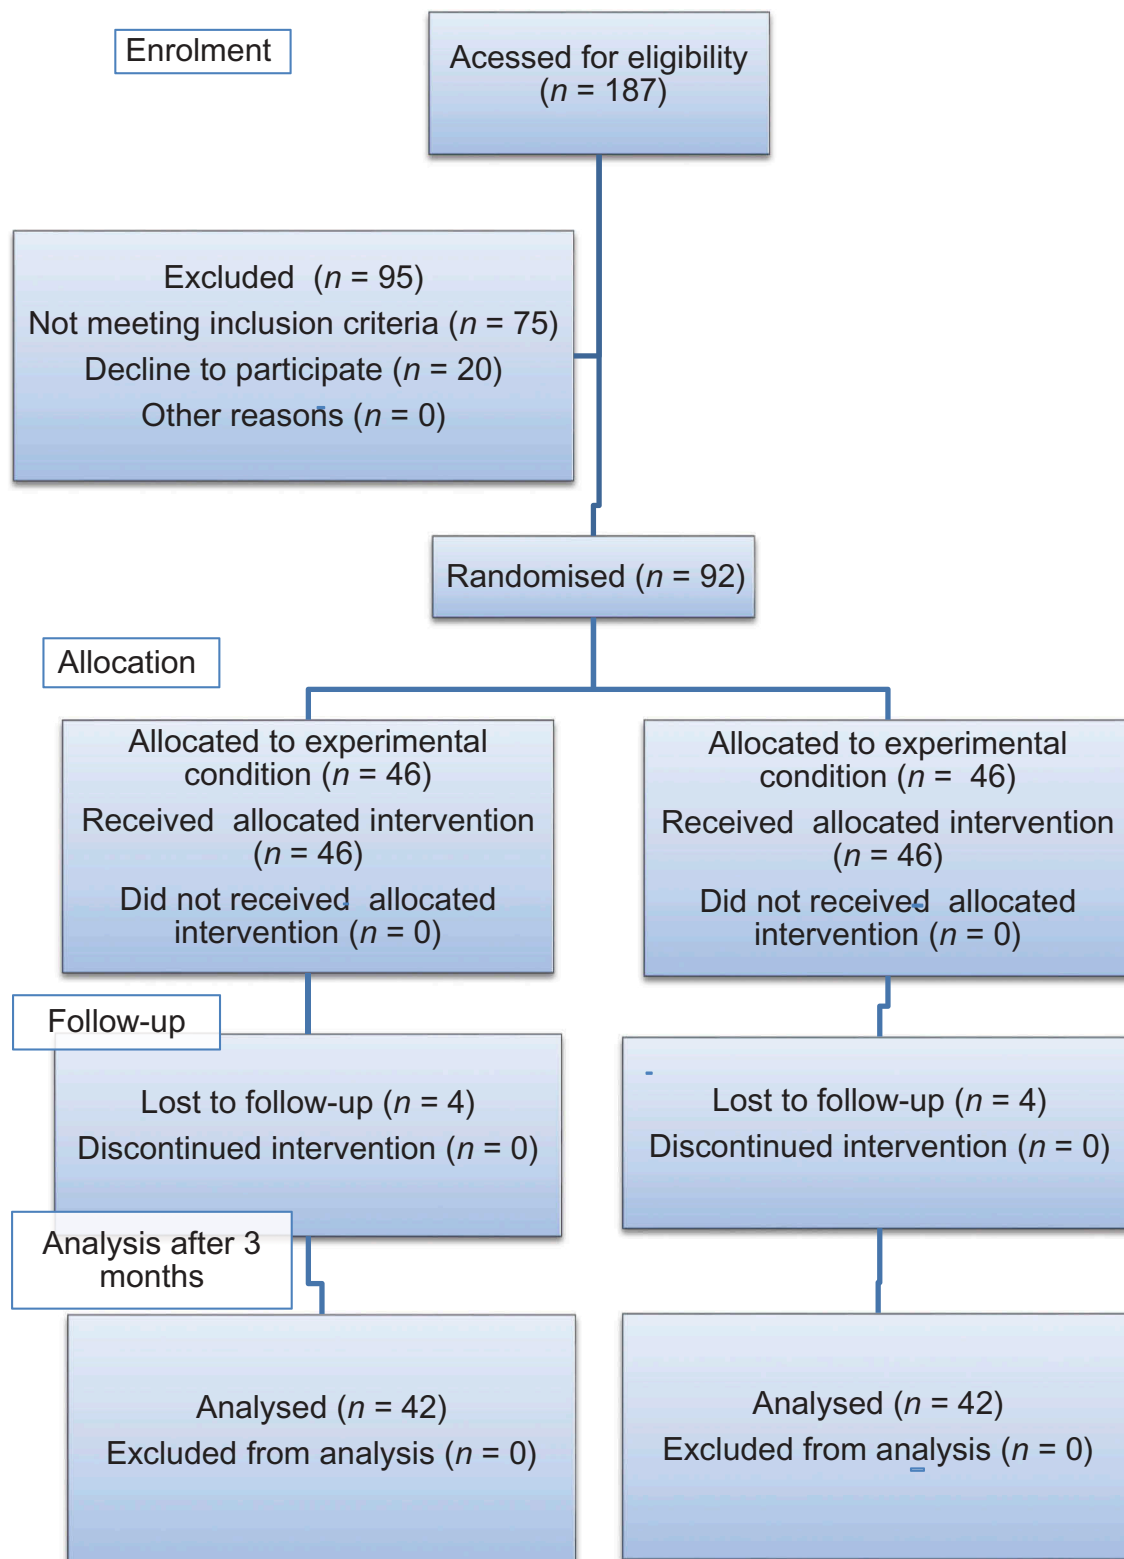 Enrolment
Acessed for eligibility
(n = 187)
Excluded (n = 95)
Not meeting inclusion criteria (n = 75)
Decline to participate (n = 20)
Other reasons (n = 0)
Randomised (n = 92)
Allocation
Allocated to experimental
condition (n = 46)
Received allocated intervention
(n = 46)
Did not received allocated
intervention (n = 0)
Allocated to experimental
condition (n = 46)
Received allocated intervention
(n = 46)
Did not received allocated
intervention (n = 0)
Follow-up
Lost to follow-up (n = 4)
Discontinued intervention (n = 0)
Lost to follow-up (n = 4)
Discontinued intervention (n = 0)
Analysis after 3
months
Analysed (n = 42)
Excluded from analysis (n = 0)
Analysed (n = 42)
Excluded from analysis (n = 0)